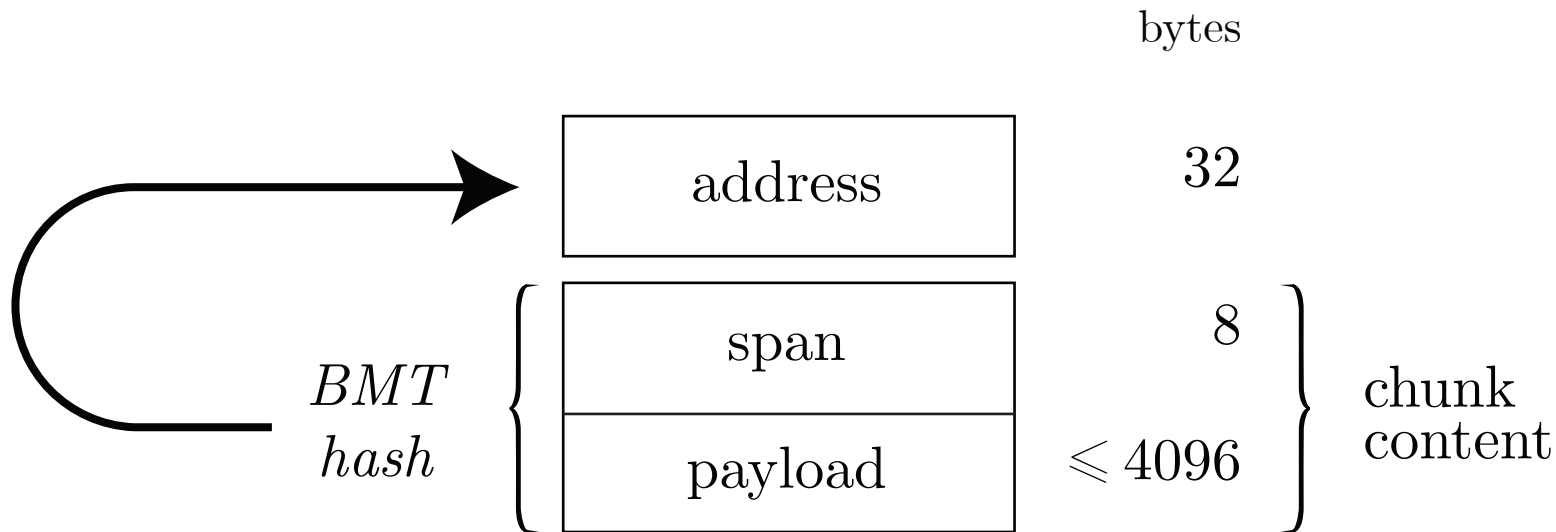 bytes
address 32
span 8
BMT
hash
payload ⩽ 4096
chunk
content